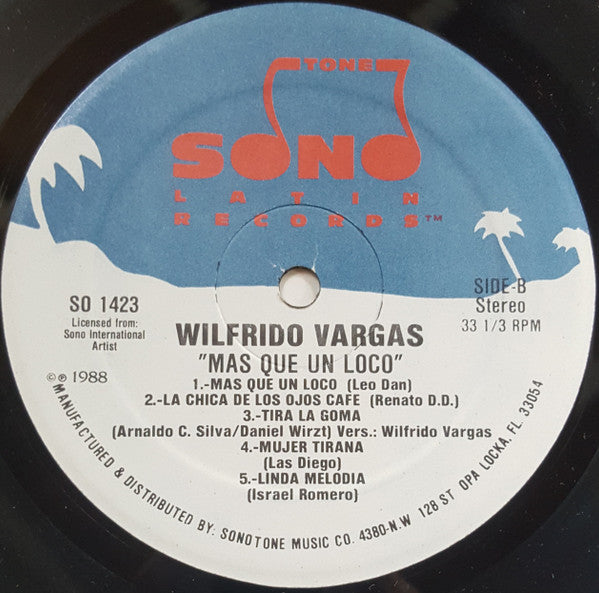 TONE
SONO
LATIN
RECORDS™
SO 1423
Licensed from:
Sono International
Artist
SIDE-B
Stereo
33 1/3 RPM
WILFRIDO VARGAS
"MAS QUE UN LOCO"
©℗ 1988
1.-MAS QUE UN LOCO (Leo Dan)
2.-LA CHICA DE LOS OJOS CAFE (Renato D.D.)
3.-TIRA LA GOMA
(Arnaldo C. Silva/Daniel Wirzt) Vers.: Wilfrido Vargas
4.-MUJER TIRANA
(Las Diego)
5.-LINDA MELODIA
(Israel Romero)
MANUFACTURED & DISTRIBUTED BY: SONOTONE MUSIC CO. 4380-N.W 128 ST OPA LOCKA. FL 33054